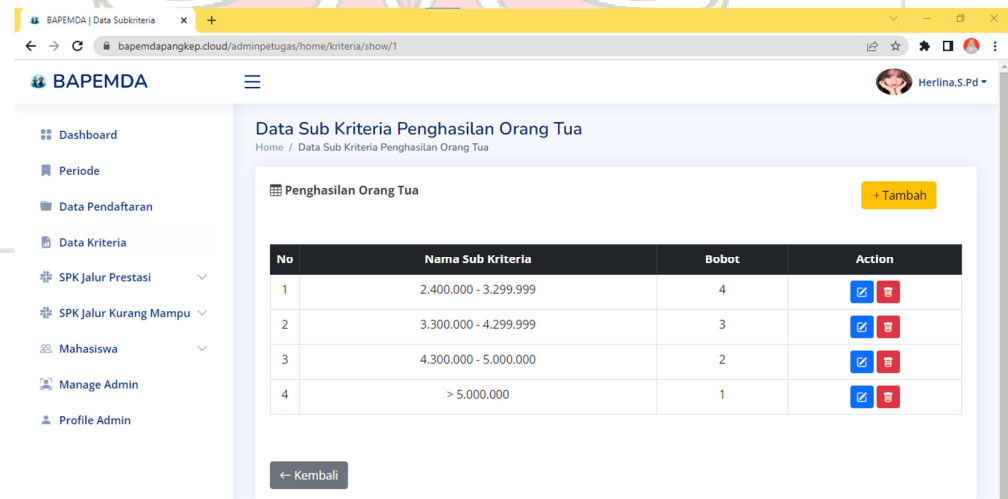 BAPEMDA | Data Subkriteria
bapemdapangkep.cloud/adminpetugas/home/kriteria/show/1
BAPEMDA
Herlina,S.Pd
Dashboard
Periode
Data Pendaftaran
Data Kriteria
SPK Jalur Prestasi
SPK Jalur Kurang Mampu
Mahasiswa
Manage Admin
Profile Admin
Data Sub Kriteria Penghasilan Orang Tua
Home / Data Sub Kriteria Penghasilan Orang Tua
Penghasilan Orang Tua
+ Tambah
No Nama Sub Kriteria Bobot Action
1 2.400.000 - 3.299.999 4
2 3.300.000 - 4.299.999 3
3 4.300.000 - 5.000.000 2
4 > 5.000.000 1
← Kembali